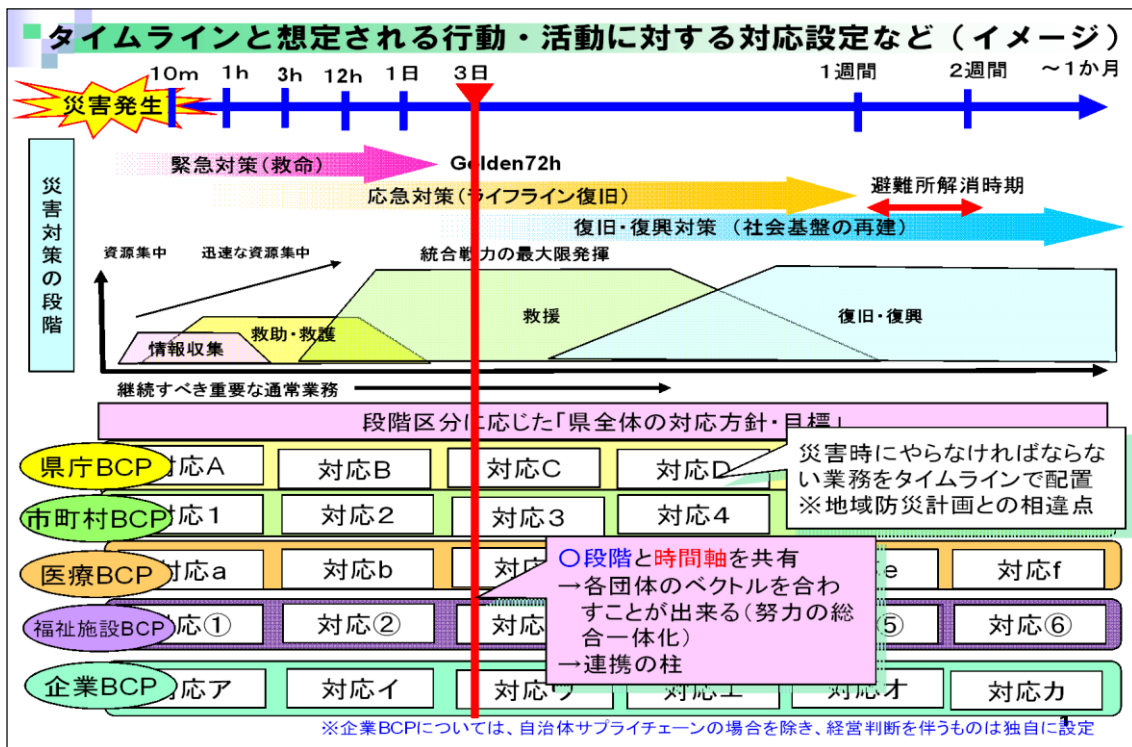 タイムラインと想定される行動・活動に対する対応設定など(イメージ)
10m 1h 3h 12h 1日 3日 1週間 2週間 ～1か月
災害発生
災害対策の段階
緊急対策(救命)
Golden72h
応急対策(ライフライン復旧)
避難所解消時期
復旧・復興対策 (社会基盤の再建)
資源集中 迅速な資源集中 統合戦力の最大限発揮
情報収集
救助・救護
救援
復旧・復興
継続すべき重要な通常業務
段階区分に応じた「県全体の対応方針・目標」
県庁BCP 対応A 対応B 対応C 対応D
災害時にやらなければならな
い業務をタイムラインで配置
※地域防災計画との相違点
市町村BCP 対応1 対応2 対応3 対応4
医療BCP 対応a 対応b 対応 e 対応f
〇段階と時間軸を共有
→各団体のベクトルを合わ
すことが出来る(努力の総
合一体化)
→連携の柱
福祉施設BCP 対応① 対応② 対応 ⑤ 対応⑥
企業BCP 対応ア 対応イ 対応ウ 対応エ 対応オ 対応カ
※企業BCPについては、自治体サプライチェーンの場合を除き、経営判断を伴うものは独自に設定
1